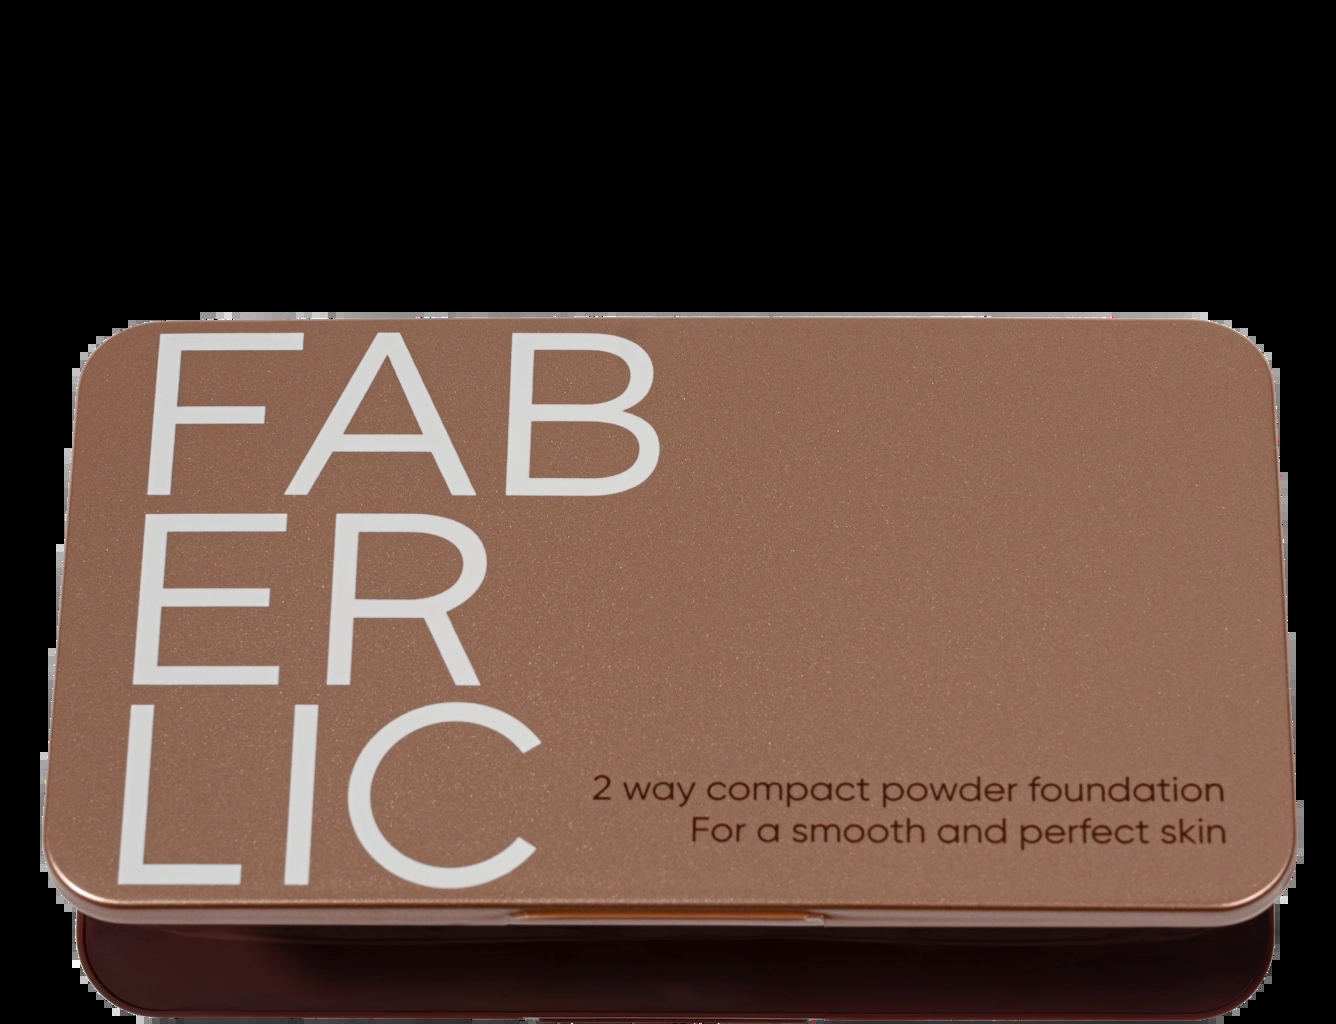 FAB
ER
LIC
2 way compact powder foundation
For a smooth and perfect skin